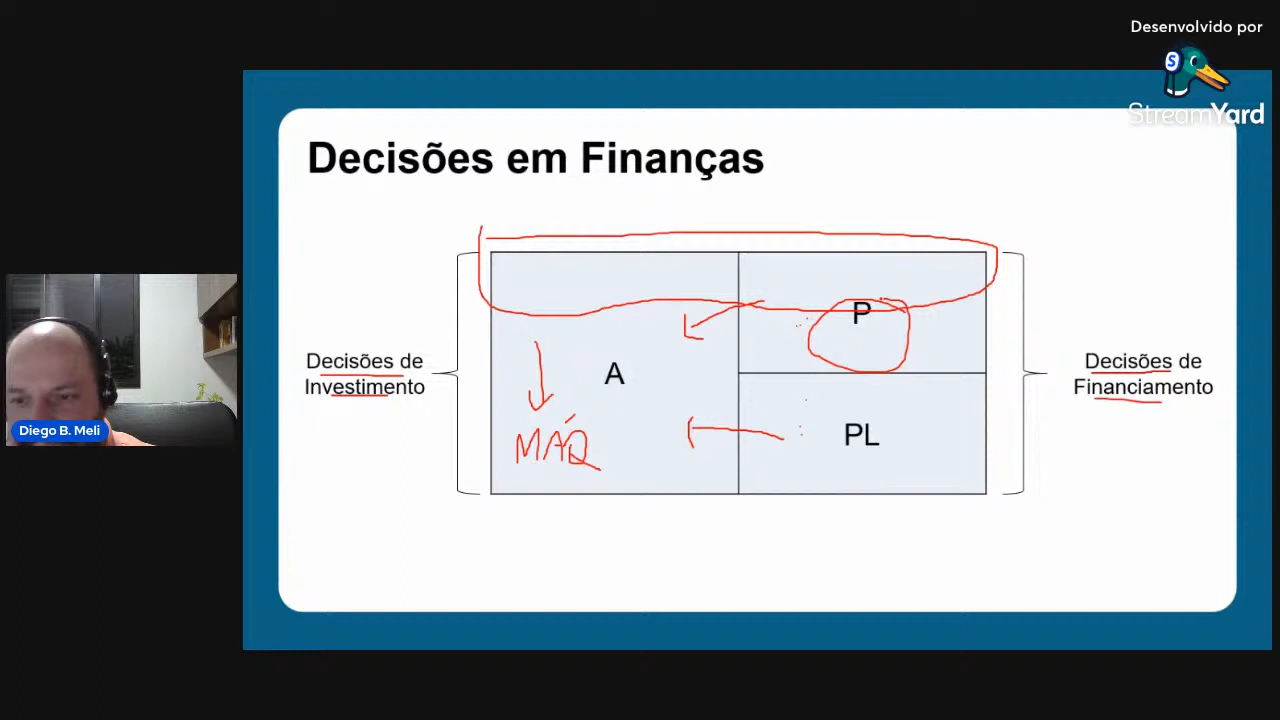 Desenvolvido por
S
StreamYard
Decisões em Finanças
Decisões de
Investimento
A
MÁQ
P
PL
Decisões de
Financiamento
Diego B. Meli